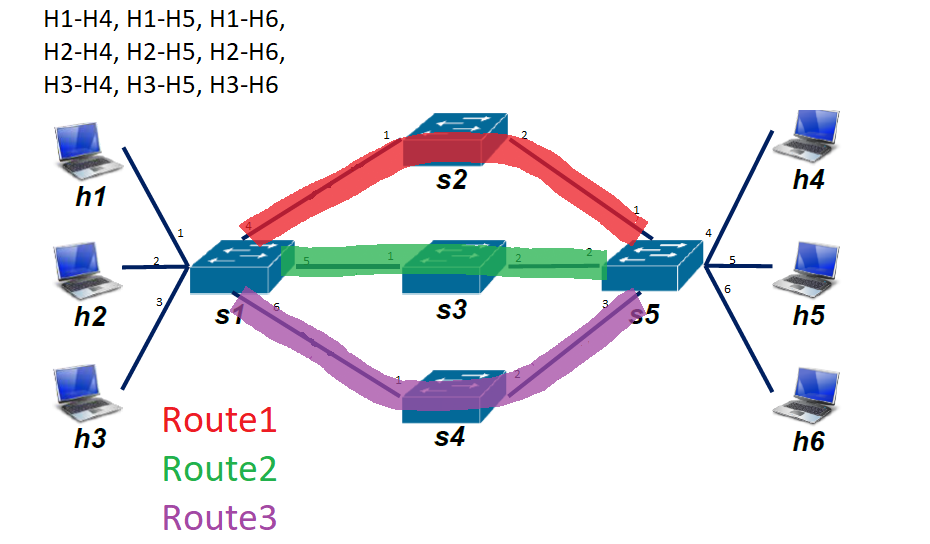 H1-H4, H1-H5, H1-H6,
H2-H4, H2-H5, H2-H6,
H3-H4, H3-H5, H3-H6
1
2
s2
h1
h4
1
4
1
4
2
5
1
2
2
5
h2
s1
s3
s5
h5
3
6
3
6
1
2
h3
s4
h6
Route1
Route2
Route3